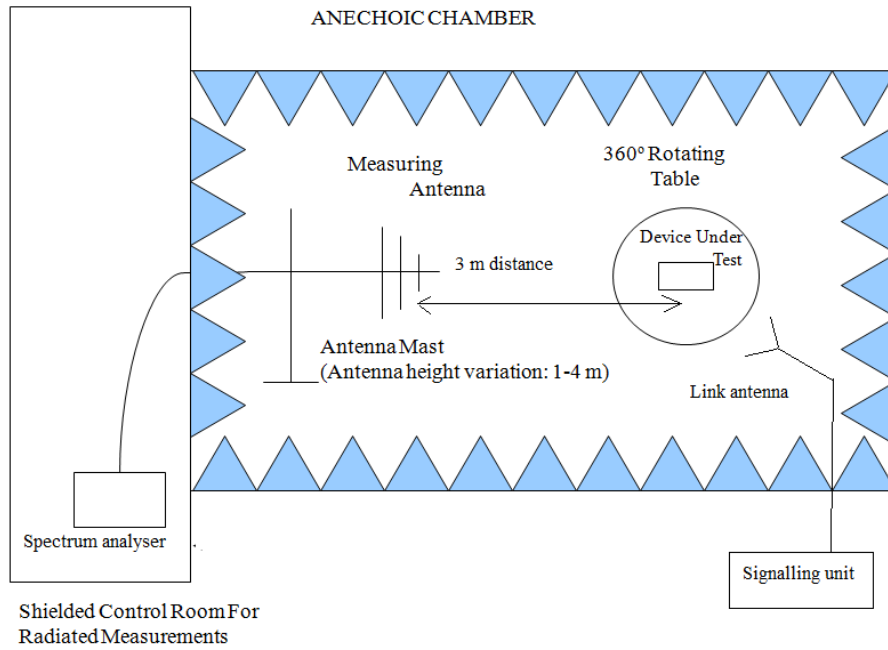 ANECHOIC CHAMBER
Measuring
Antenna
360º Rotating
Table
Device Under
Test
3 m distance
Antenna Mast
(Antenna height variation: 1-4 m)
Link antenna
Spectrum analyser
Signalling unit
Shielded Control Room For
Radiated Measurements